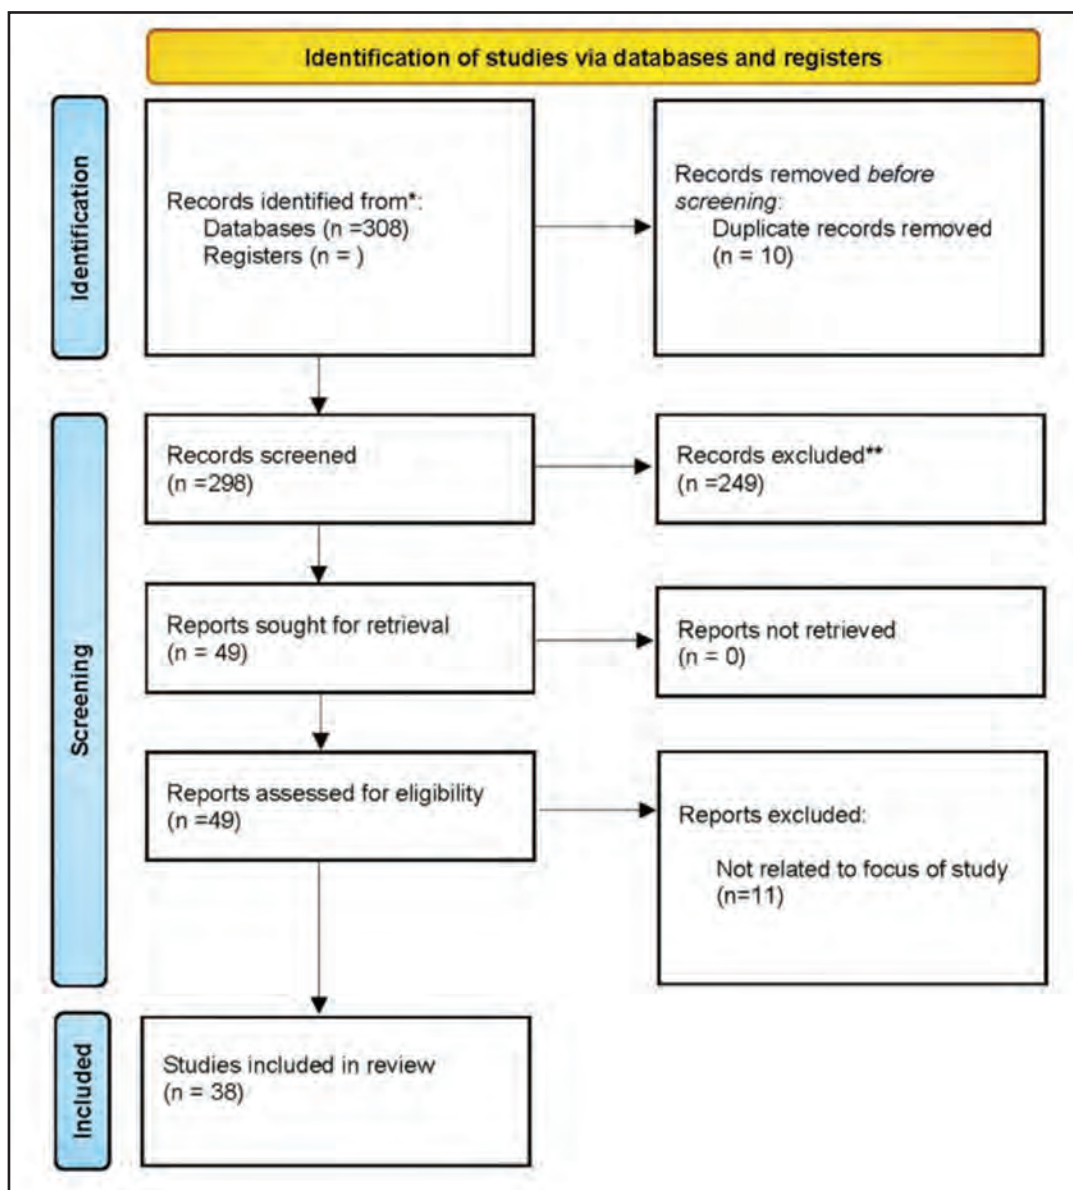 Identification of studies via databases and registers
Identification
Records identified from*:
Databases (n =308)
Registers (n = )
Records removed before
screening:
Duplicate records removed
(n = 10)
Screening
Records screened
(n =298)
Records excluded**
(n =249)
Reports sought for retrieval
(n = 49)
Reports not retrieved
(n = 0)
Reports assessed for eligibility
(n =49)
Reports excluded:
Not related to focus of study
(n=11)
Included
Studies included in review
(n = 38)